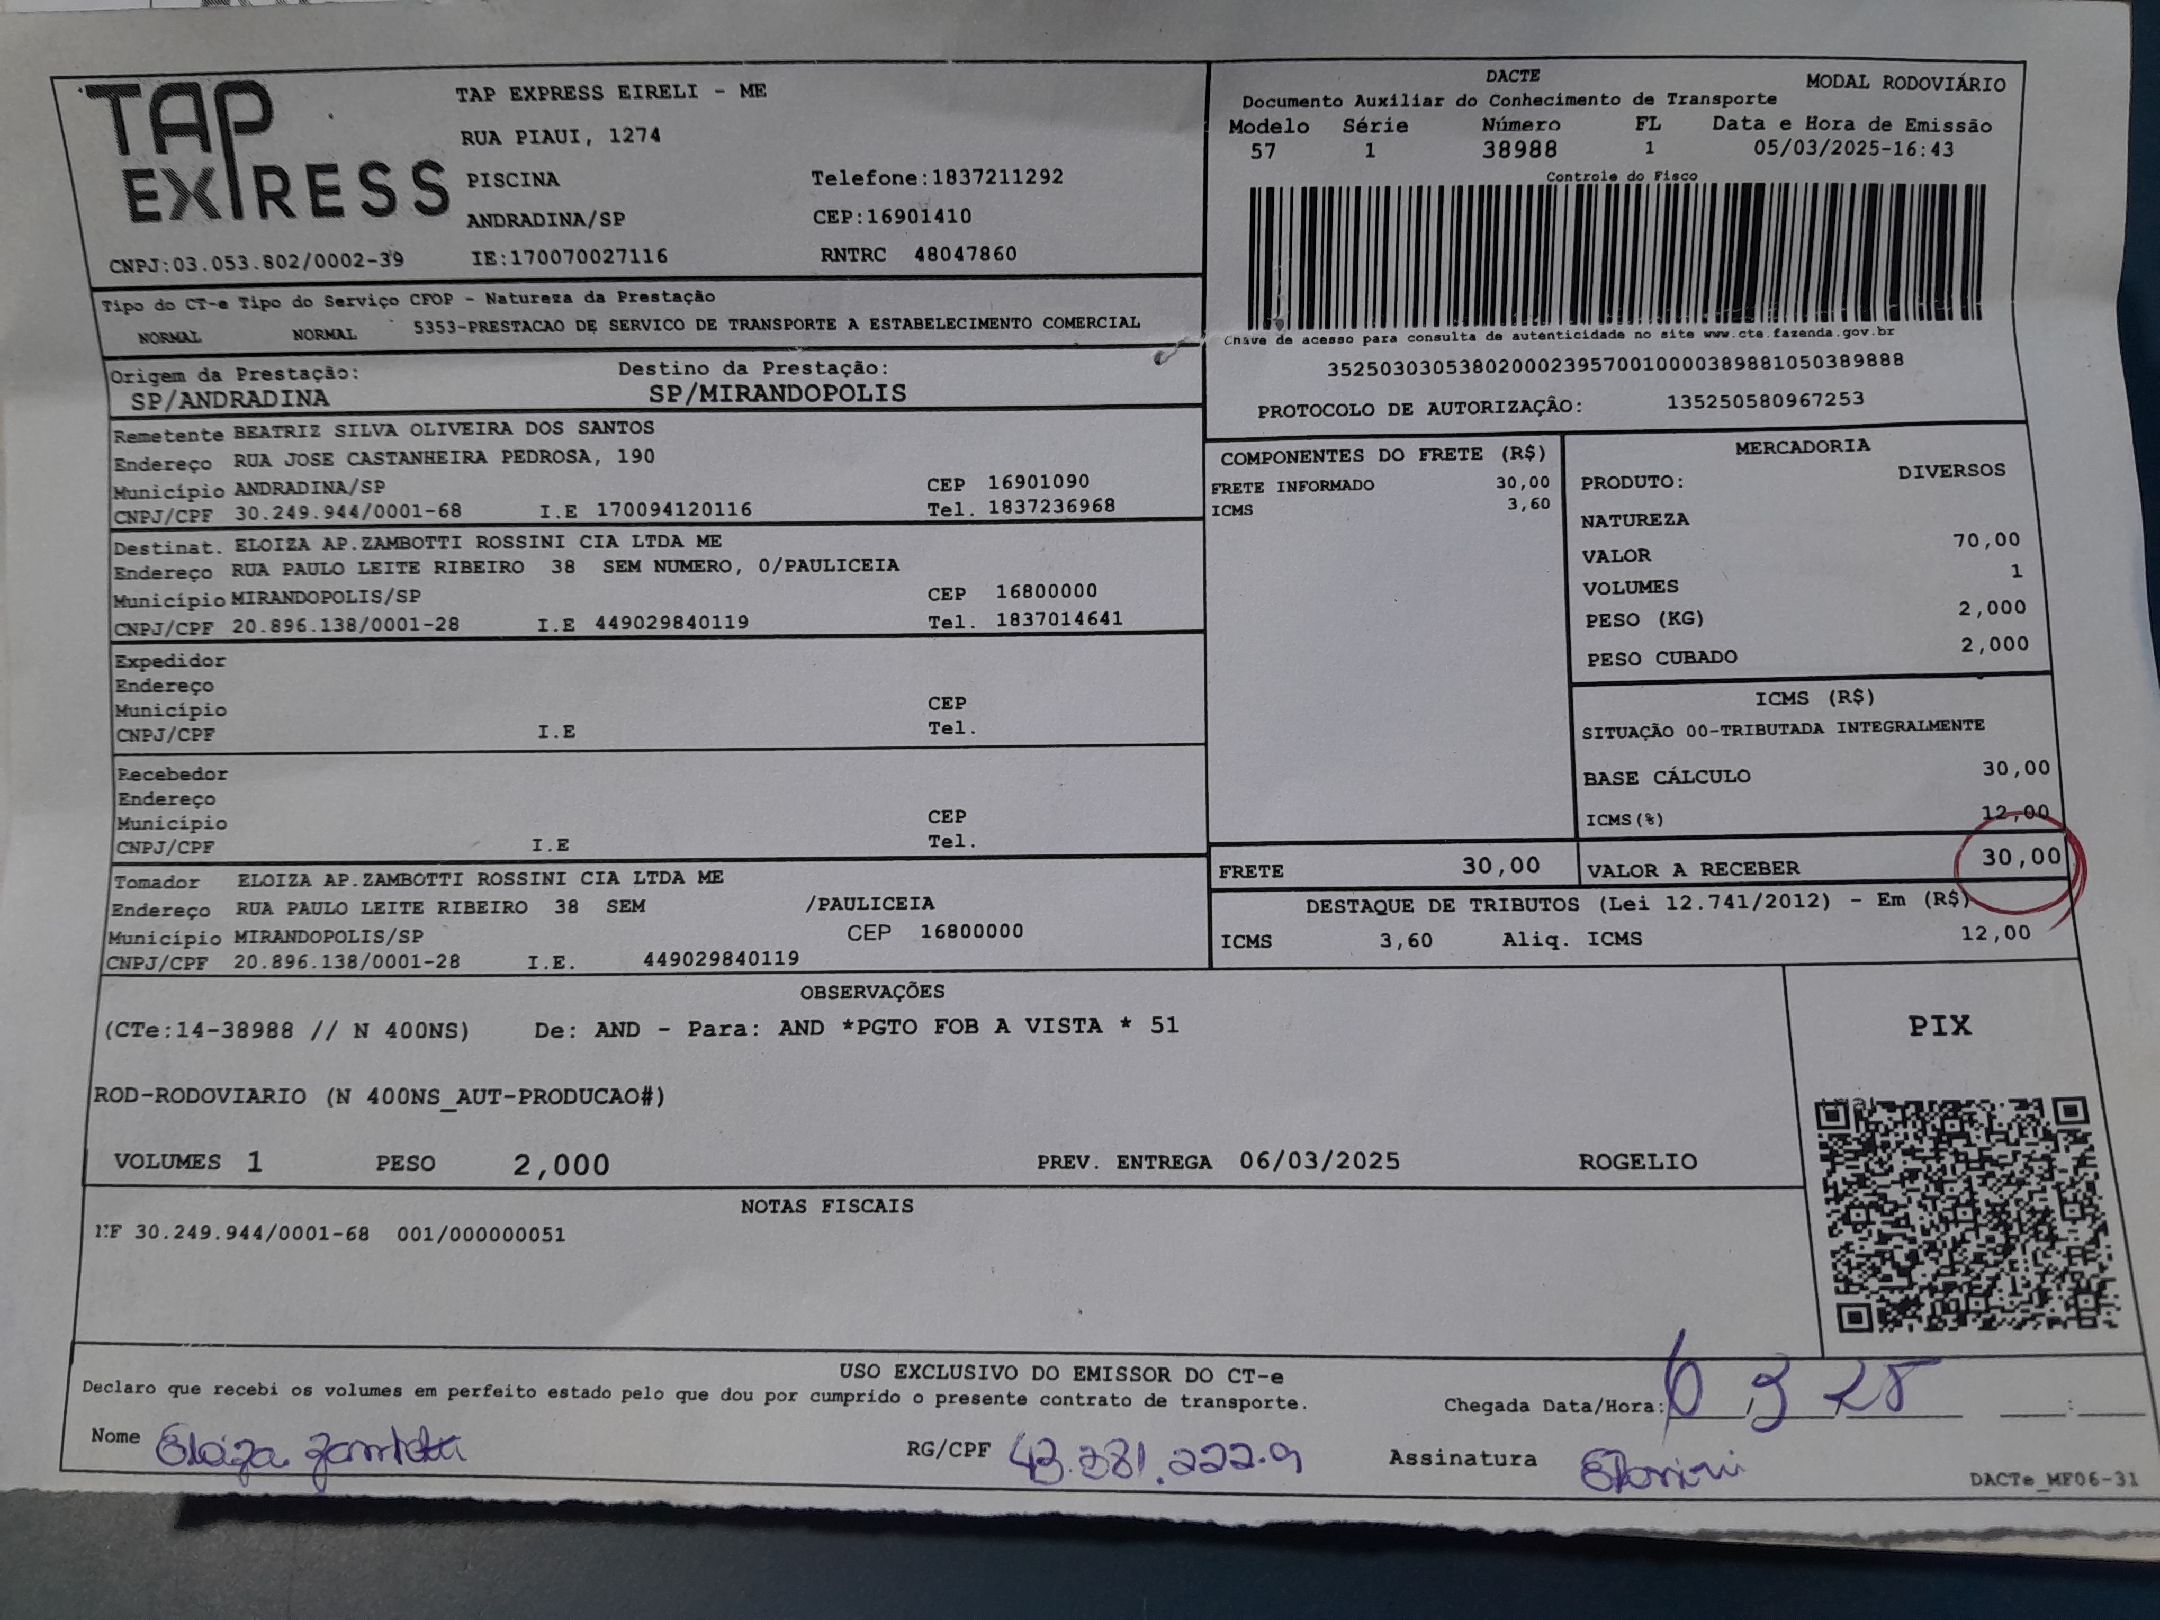 TAP EXPRESS
TAP EXPRESS EIRELI - ME
RUA PIAUI, 1274
PISCINA Telefone:1837211292
ANDRADINA/SP CEP:16901410
CNPJ:03.053.802/0002-39 IE:170070027116 RNTRC 48047860
DACTE MODAL RODOVIÁRIO
Documento Auxiliar do Conhecimento de Transporte
Modelo Série Número FL Data e Hora de Emissão
57 1 38988 1 05/03/2025-16:43
Controle do Fisco
Chave de acesso para consulta de autenticidade no site www.cte.fazenda.gov.br
35250303053802000239570010000389881050389888
PROTOCOLO DE AUTORIZAÇÃO: 135250580967253
Tipo do CT-e Tipo do Serviço CFOP - Natureza da Prestação
NORMAL NORMAL 5353-PRESTACAO DE SERVICO DE TRANSPORTE A ESTABELECIMENTO COMERCIAL
Origem da Prestação: Destino da Prestação:
SP/ANDRADINA SP/MIRANDOPOLIS
Remetente BEATRIZ SILVA OLIVEIRA DOS SANTOS
Endereço RUA JOSE CASTANHEIRA PEDROSA, 190
Município ANDRADINA/SP CEP 16901090
CNPJ/CPF 30.249.944/0001-68 I.E 170094120116 Tel. 1837236968
Destinat. ELOIZA AP.ZAMBOTTI ROSSINI CIA LTDA ME
Endereço RUA PAULO LEITE RIBEIRO 38 SEM NUMERO, 0/PAULICEIA
Município MIRANDOPOLIS/SP CEP 16800000
CNPJ/CPF 20.896.138/0001-28 I.E 449029840119 Tel. 1837014641
Expedidor
Endereço
Município CEP
CNPJ/CPF I.E Tel.
Recebedor
Endereço
Município CEP
CNPJ/CPF I.E Tel.
Tomador ELOIZA AP.ZAMBOTTI ROSSINI CIA LTDA ME
Endereço RUA PAULO LEITE RIBEIRO 38 SEM /PAULICEIA
Município MIRANDOPOLIS/SP CEP 16800000
CNPJ/CPF 20.896.138/0001-28 I.E. 449029840119
COMPONENTES DO FRETE (R$)
FRETE INFORMADO 30,00
ICMS 3,60
MERCADORIA
PRODUTO: DIVERSOS
NATUREZA
VALOR 70,00
VOLUMES 1
PESO (KG) 2,000
PESO CUBADO 2,000
ICMS (R$)
SITUAÇÃO 00-TRIBUTADA INTEGRALMENTE
BASE CÁLCULO 30,00
ICMS(%) 12,00
FRETE 30,00 VALOR A RECEBER 30,00
DESTAQUE DE TRIBUTOS (Lei 12.741/2012) - Em (R$)
ICMS 3,60 Aliq. ICMS 12,00
OBSERVAÇÕES
(CTe:14-38988 // N 400NS) De: AND - Para: AND *PGTO FOB A VISTA * 51
ROD-RODOVIARIO (N 400NS_AUT-PRODUCAO#)
VOLUMES 1 PESO 2,000 PREV. ENTREGA 06/03/2025 ROGELIO
PIX
NOTAS FISCAIS
NF 30.249.944/0001-68 001/000000051
USO EXCLUSIVO DO EMISSOR DO CT-e
Declaro que recebi os volumes em perfeito estado pelo que dou por cumprido o presente contrato de transporte.
Chegada Data/Hora: 6 / 3 / 25 :
Nome Eloiza Zambotti RG/CPF 43.381.222.9 Assinatura
DACTe_MF06-31